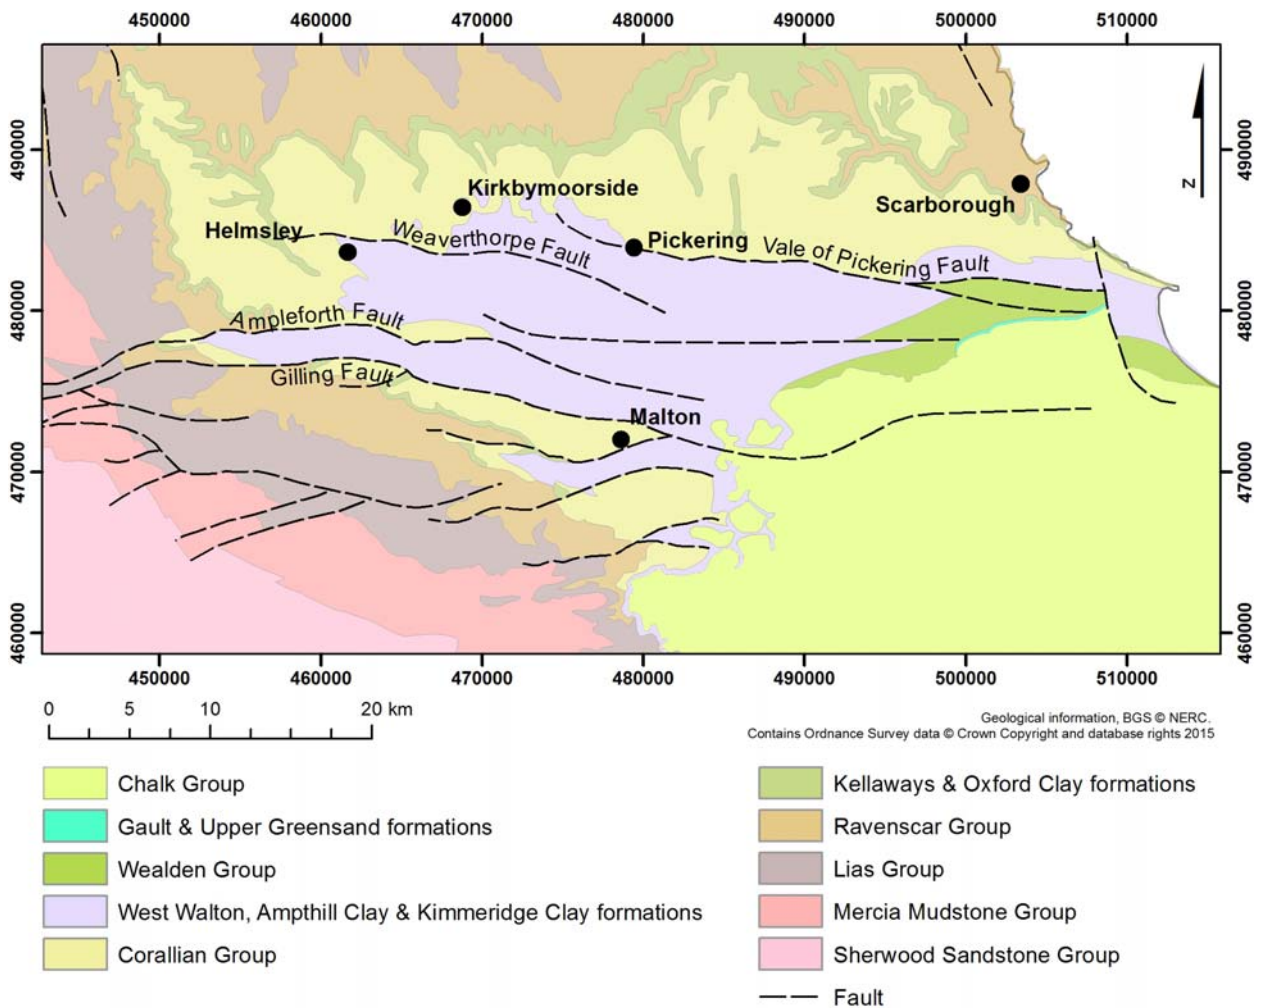 450000 460000 470000 480000 490000 500000 510000
490000
490000
N
Kirkbymoorside
Scarborough
Helmsley
Weaverthorpe Fault
Pickering
Vale of Pickering Fault
480000
480000
Ampleforth Fault
Gilling Fault
Malton
470000
470000
460000
460000
450000 460000 470000 480000 490000 500000 510000
0 5 10 20 km
Geological information, BGS © NERC.
Contains Ordnance Survey data © Crown Copyright and database rights 2015
Chalk Group
Gault & Upper Greensand formations
Wealden Group
West Walton, Ampthill Clay & Kimmeridge Clay formations
Corallian Group
Kellaways & Oxford Clay formations
Ravenscar Group
Lias Group
Mercia Mudstone Group
Sherwood Sandstone Group
Fault